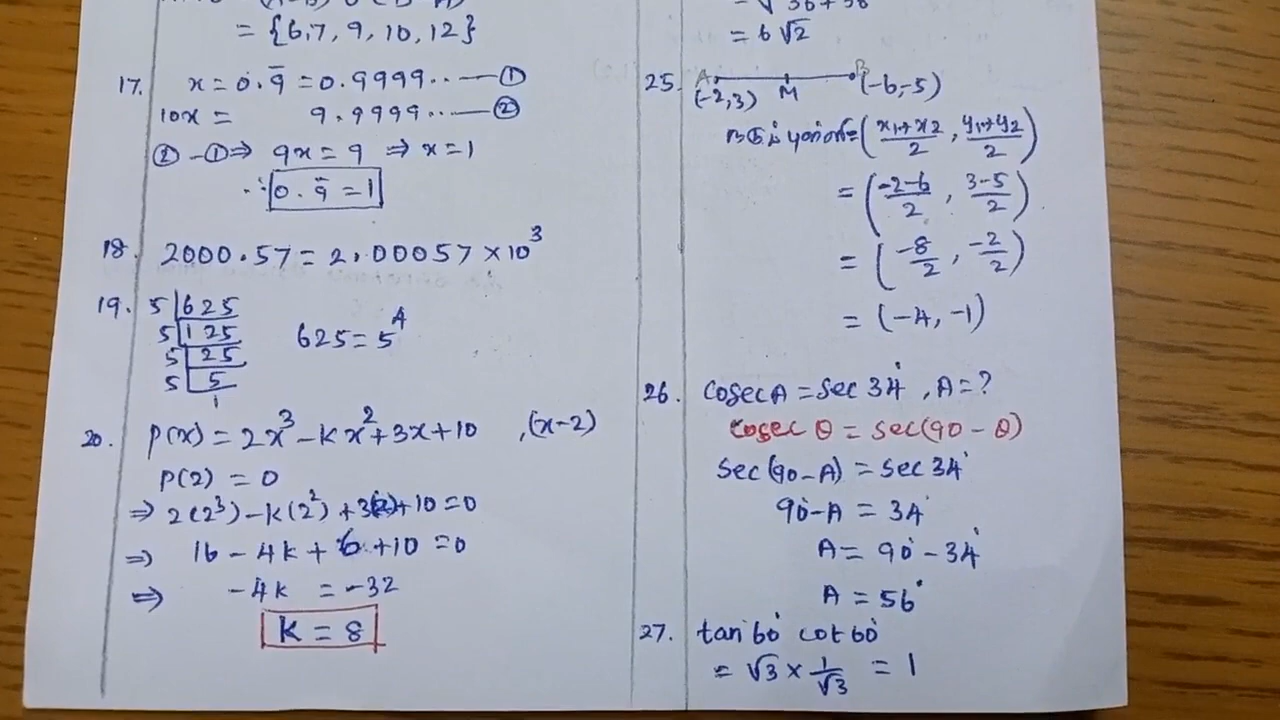 = {6,7, 9, 10, 12}
17. x = 0.9̄ = 0.9999.. —— ①
10x = 9.9999... —— ②
② - ① ⇒ 9x = 9 ⇒ x = 1
∴ 0.9̄ = 1
18. 2000.57 = 2.00057 × 10³
19. 5 | 625
5 | 125
5 | 25
5 | 5
1
625 = 5⁴
20. P(x) = 2x³ - Kx² + 3x + 10 , (x-2)
P(2) = 0
⇒ 2(2³) - K(2²) + 3(2) + 10 = 0
⇒ 16 - 4K + 6 + 10 = 0
⇒ -4K = -32
K = 8
= √36+36
= 6√2
25. A B
(-2,3) M (-6,-5)
= (x₁+x₂/2 , y₁+y₂/2)
= (-2-6/2 , 3-5/2)
= (-8/2 , -2/2)
= (-4, -1)
26. cosec A = sec 34° , A = ?
cosec θ = sec(90 - θ)
sec(90-A) = sec 34°
90°-A = 34°
A = 90° - 34°
A = 56°
27. tan 60° cot 60°
= √3 × 1/√3 = 1